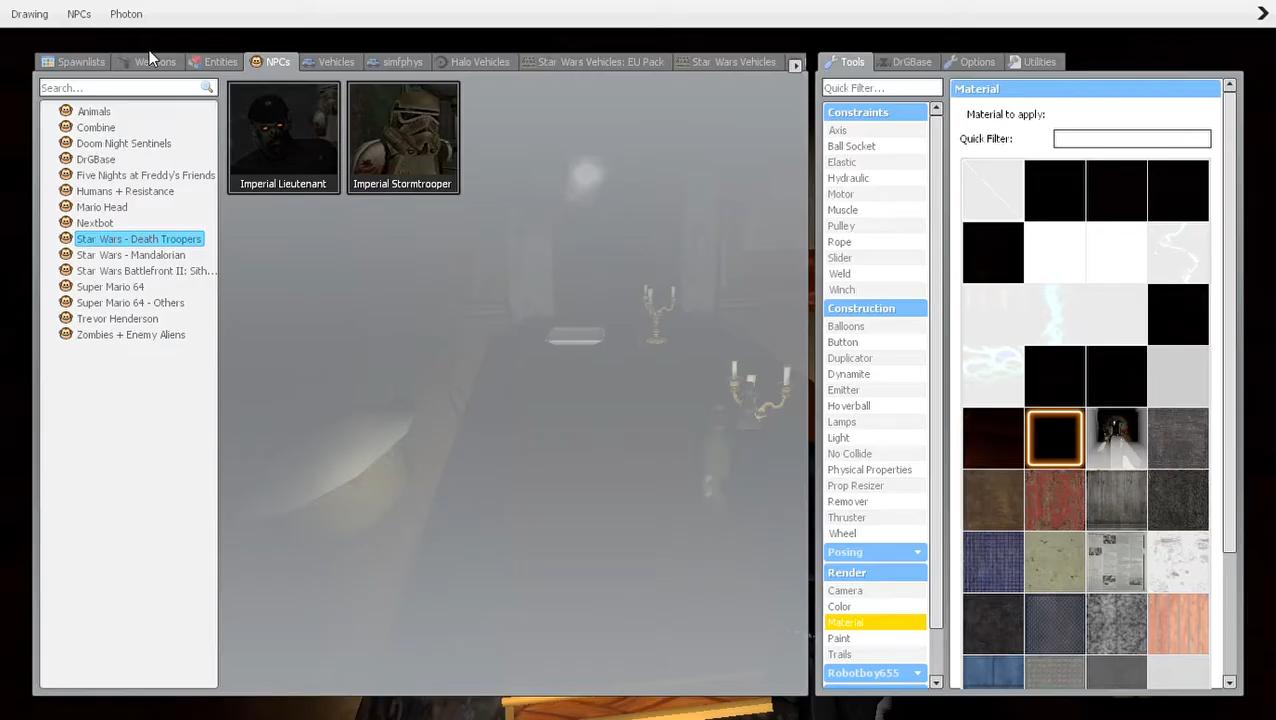 Drawing NPCs Photon
Spawnlists Weapons Entities NPCs Vehicles simfphys Halo Vehicles Star Wars Vehicles: EU Pack Star Wars Vehicles
Search...
Animals
Combine
Doom Night Sentinels
DrGBase
Five Nights at Freddy's Friends
Humans + Resistance
Mario Head
Nextbot
Star Wars - Death Troopers
Star Wars - Mandalorian
Star Wars Battlefront II: Sith...
Super Mario 64
Super Mario 64 - Others
Trevor Henderson
Zombies + Enemy Aliens
Imperial Lieutenant
Imperial Stormtrooper
Tools DrGBase Options Utilities
Quick Filter...
Constraints
Axis
Ball Socket
Elastic
Hydraulic
Motor
Muscle
Pulley
Rope
Slider
Weld
Winch
Construction
Balloons
Button
Duplicator
Dynamite
Emitter
Hoverball
Lamps
Light
No Collide
Physical Properties
Prop Resizer
Remover
Thruster
Wheel
Posing
Render
Camera
Color
Material
Paint
Trails
Robotboy655
Material
Material to apply:
Quick Filter: